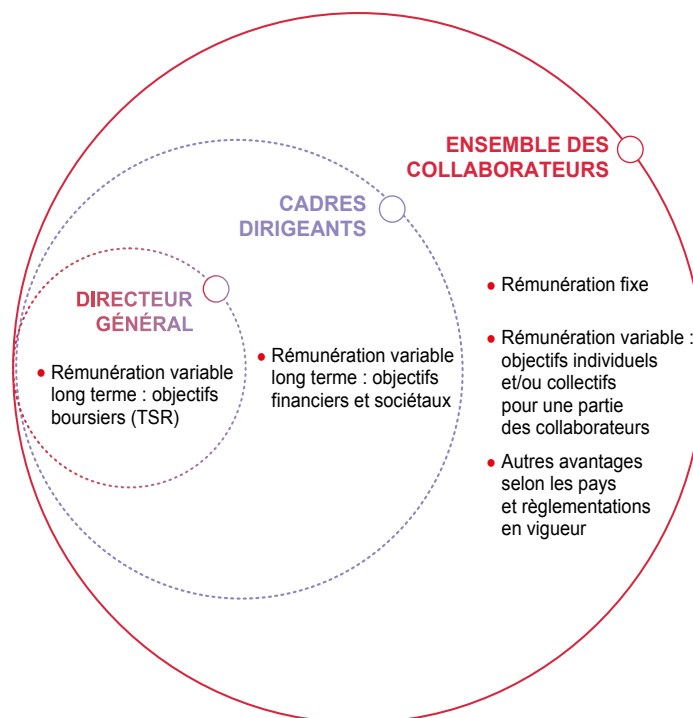 ENSEMBLE DES
COLLABORATEURS
CADRES
DIRIGEANTS
DIRECTEUR
GÉNÉRAL
• Rémunération variable
long terme : objectifs
boursiers (TSR)
• Rémunération variable
long terme : objectifs
financiers et sociétaux
• Rémunération fixe
• Rémunération variable :
objectifs individuels
et/ou collectifs
pour une partie
des collaborateurs
• Autres avantages
selon les pays
et règlementations
en vigueur